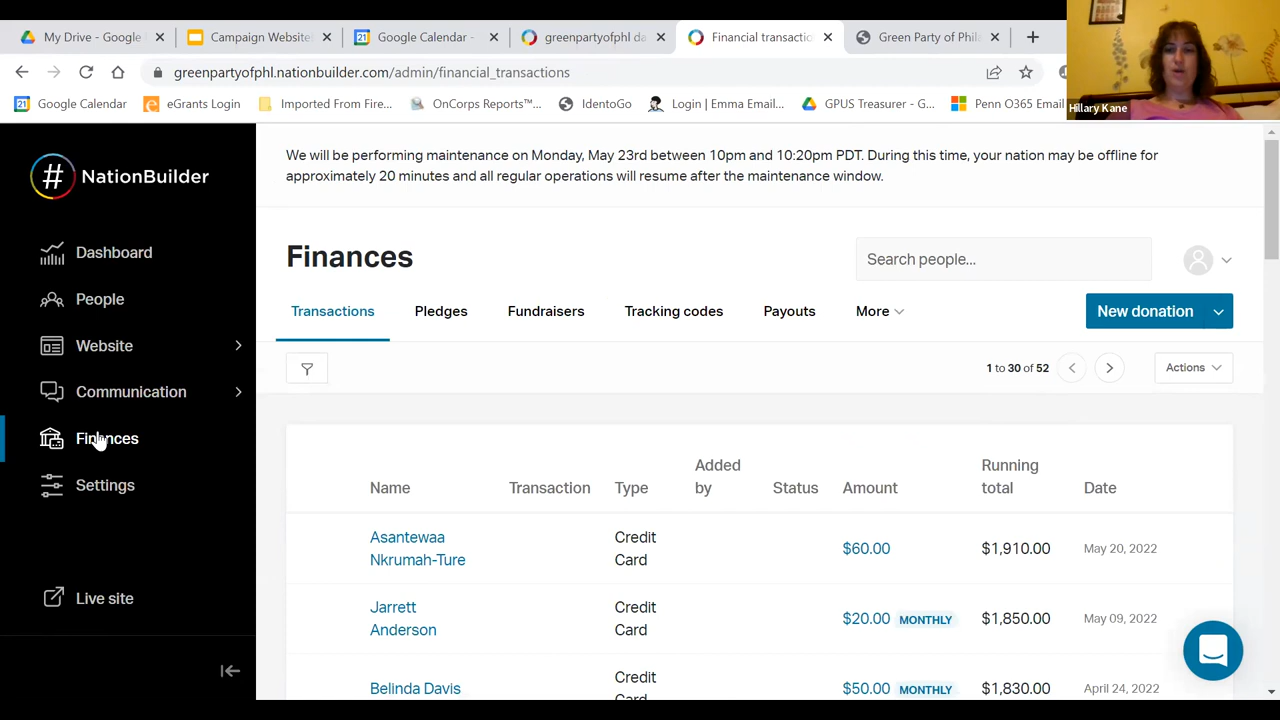 My Drive - Google
Campaign Website
Google Calendar -
greenpartyofphl da
Financial transactio
Green Party of Phil
greenpartyofphl.nationbuilder.com/admin/financial_transactions
Google Calendar
eGrants Login
Imported From Fire...
OnCorps Reports™...
IdentoGo
Login | Emma Email...
GPUS Treasurer - G...
Penn O365 Email
Hillary Kane
NationBuilder
Dashboard
People
Website
Communication
Finances
Settings
Live site
We will be performing maintenance on Monday, May 23rd between 10pm and 10:20pm PDT. During this time, your nation may be offline for
approximately 20 minutes and all regular operations will resume after the maintenance window.
Finances
Search people...
Transactions Pledges Fundraisers Tracking codes Payouts More
New donation
1 to 30 of 52
Actions
Name Transaction Type Added by Status Amount Running total Date
Asantewaa Nkrumah-Ture Credit Card $60.00 $1,910.00 May 20, 2022
Jarrett Anderson Credit Card $20.00 MONTHLY $1,850.00 May 09, 2022
Belinda Davis Credit Card $50.00 MONTHLY $1,830.00 April 24, 2022